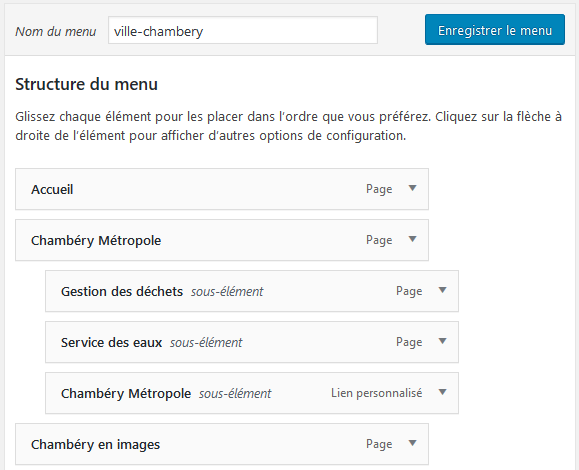 Nom du menu ville-chambery Enregistrer le menu
Structure du menu
Glissez chaque élément pour les placer dans l'ordre que vous préférez. Cliquez sur la flèche à
droite de l'élément pour afficher d'autres options de configuration.
Accueil Page
Chambéry Métropole Page
Gestion des déchets sous-élément Page
Service des eaux sous-élément Page
Chambéry Métropole sous-élément Lien personnalisé
Chambéry en images Page